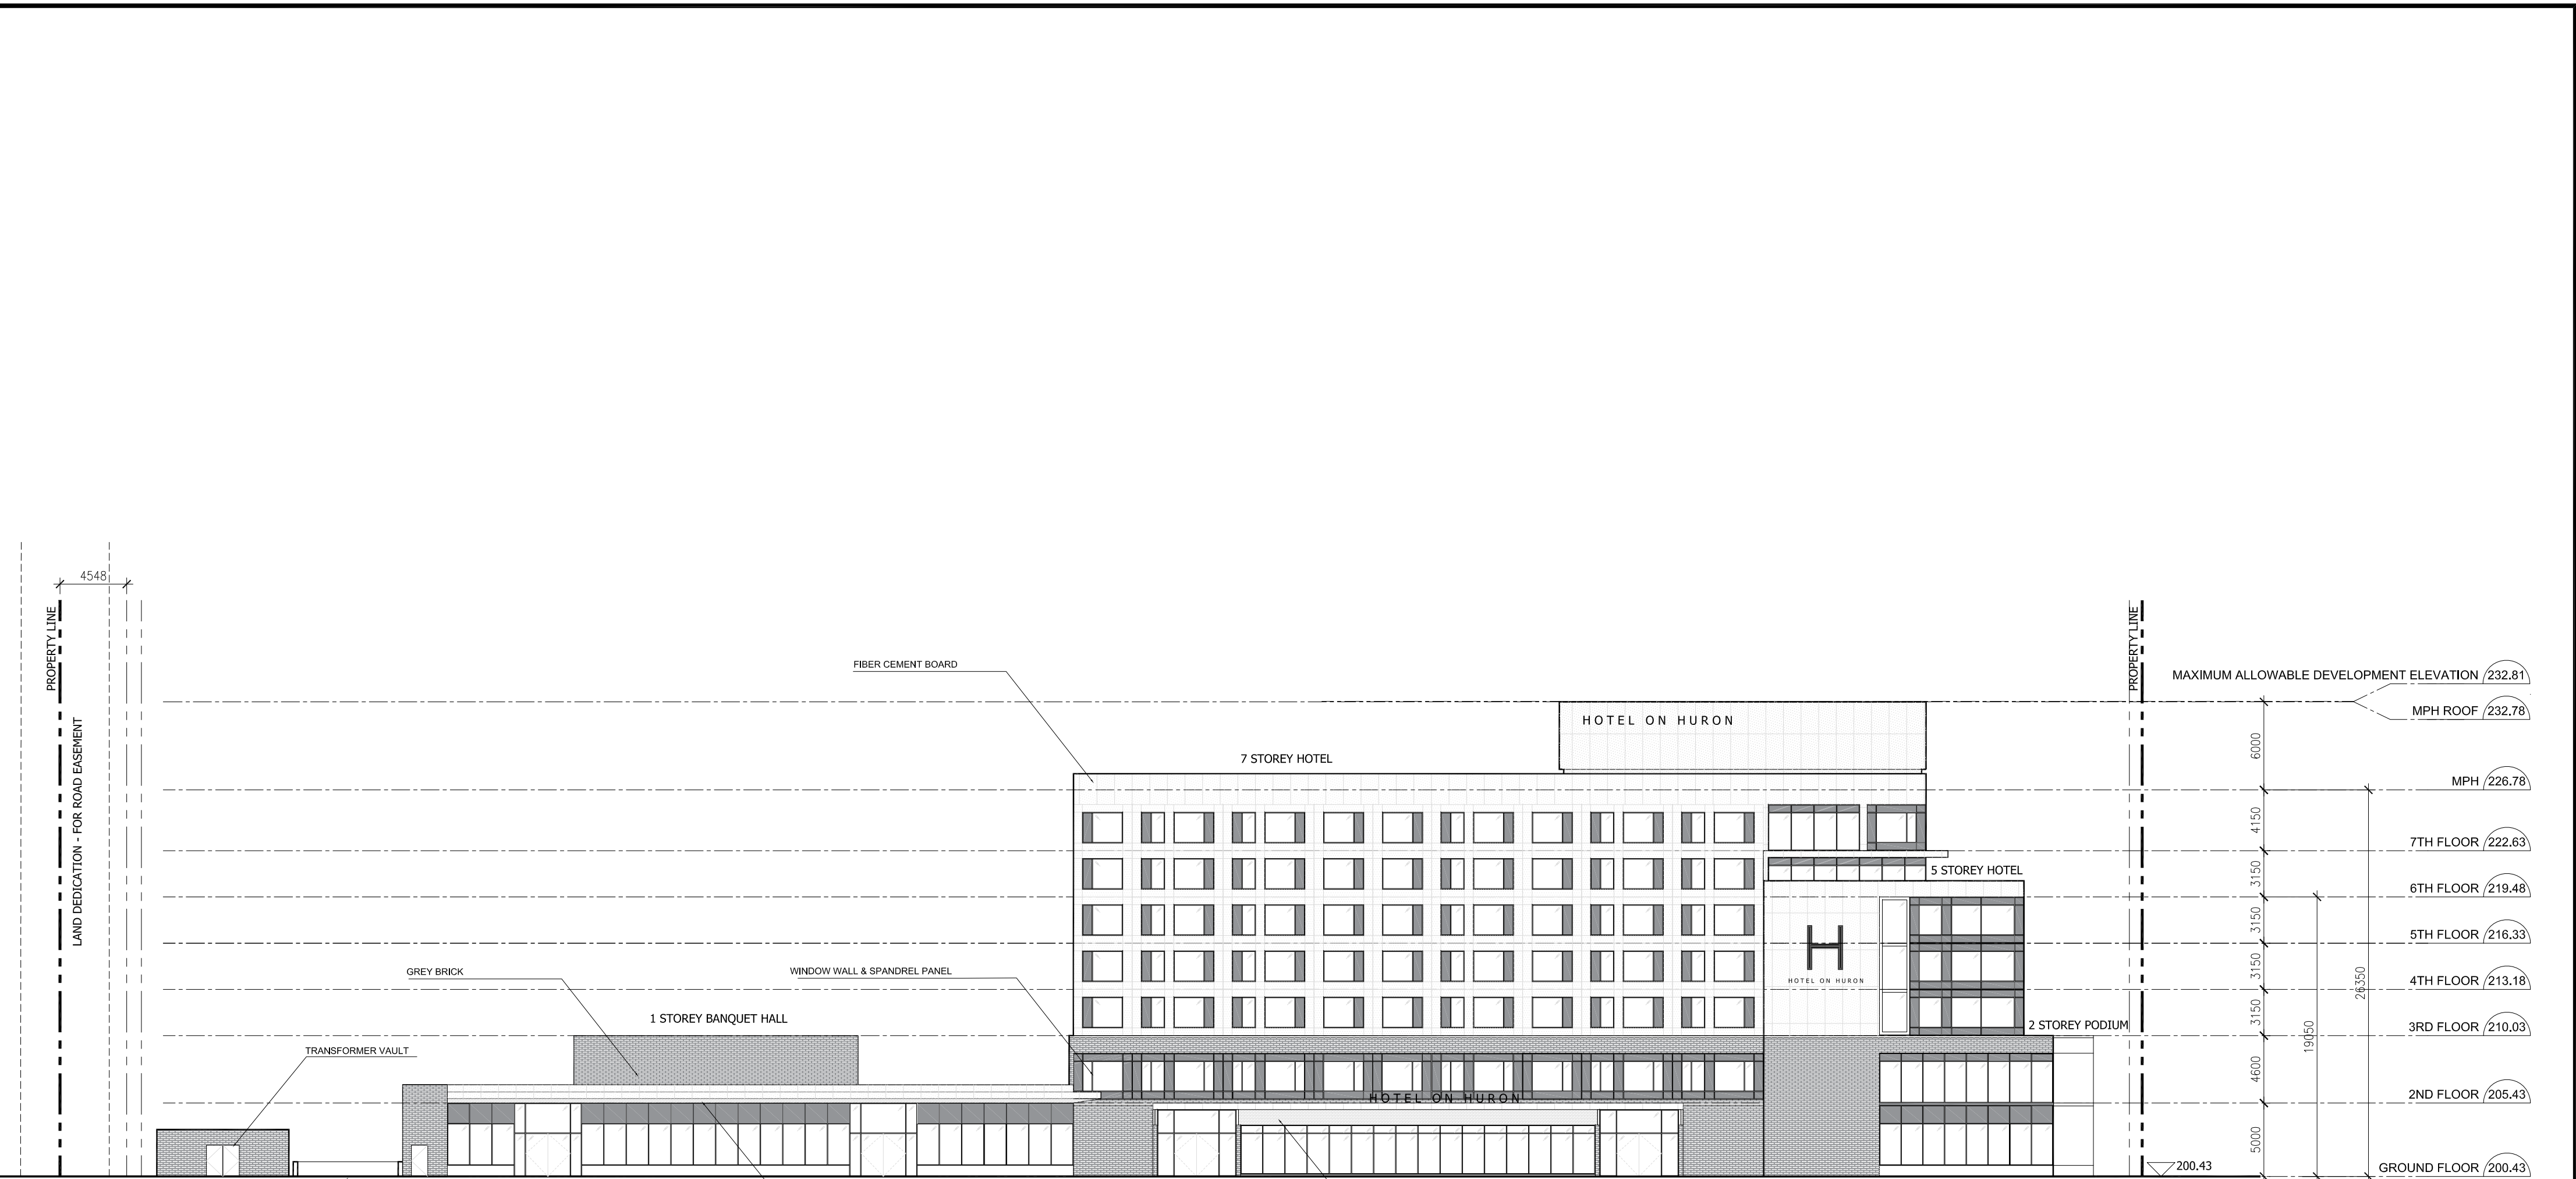 4548
PROPERTY LINE
LAND DEDICATION - FOR ROAD EASEMENT
FIBER CEMENT BOARD
GREY BRICK
WINDOW WALL & SPANDREL PANEL
1 STOREY BANQUET HALL
TRANSFORMER VAULT
7 STOREY HOTEL
HOTEL ON HURON
5 STOREY HOTEL
H
HOTEL ON HURON
2 STOREY PODIUM
HOTEL ON HURON
PROPERTY LINE
MAXIMUM ALLOWABLE DEVELOPMENT ELEVATION 232.81
MPH ROOF 232.78
6000
MPH 226.78
4150
7TH FLOOR 222.63
3150
6TH FLOOR 219.48
3150
5TH FLOOR 216.33
3150
4TH FLOOR 213.18
3150
3RD FLOOR 210.03
4600
2ND FLOOR 205.43
5000
GROUND FLOOR 200.43
19050
26350
200.43